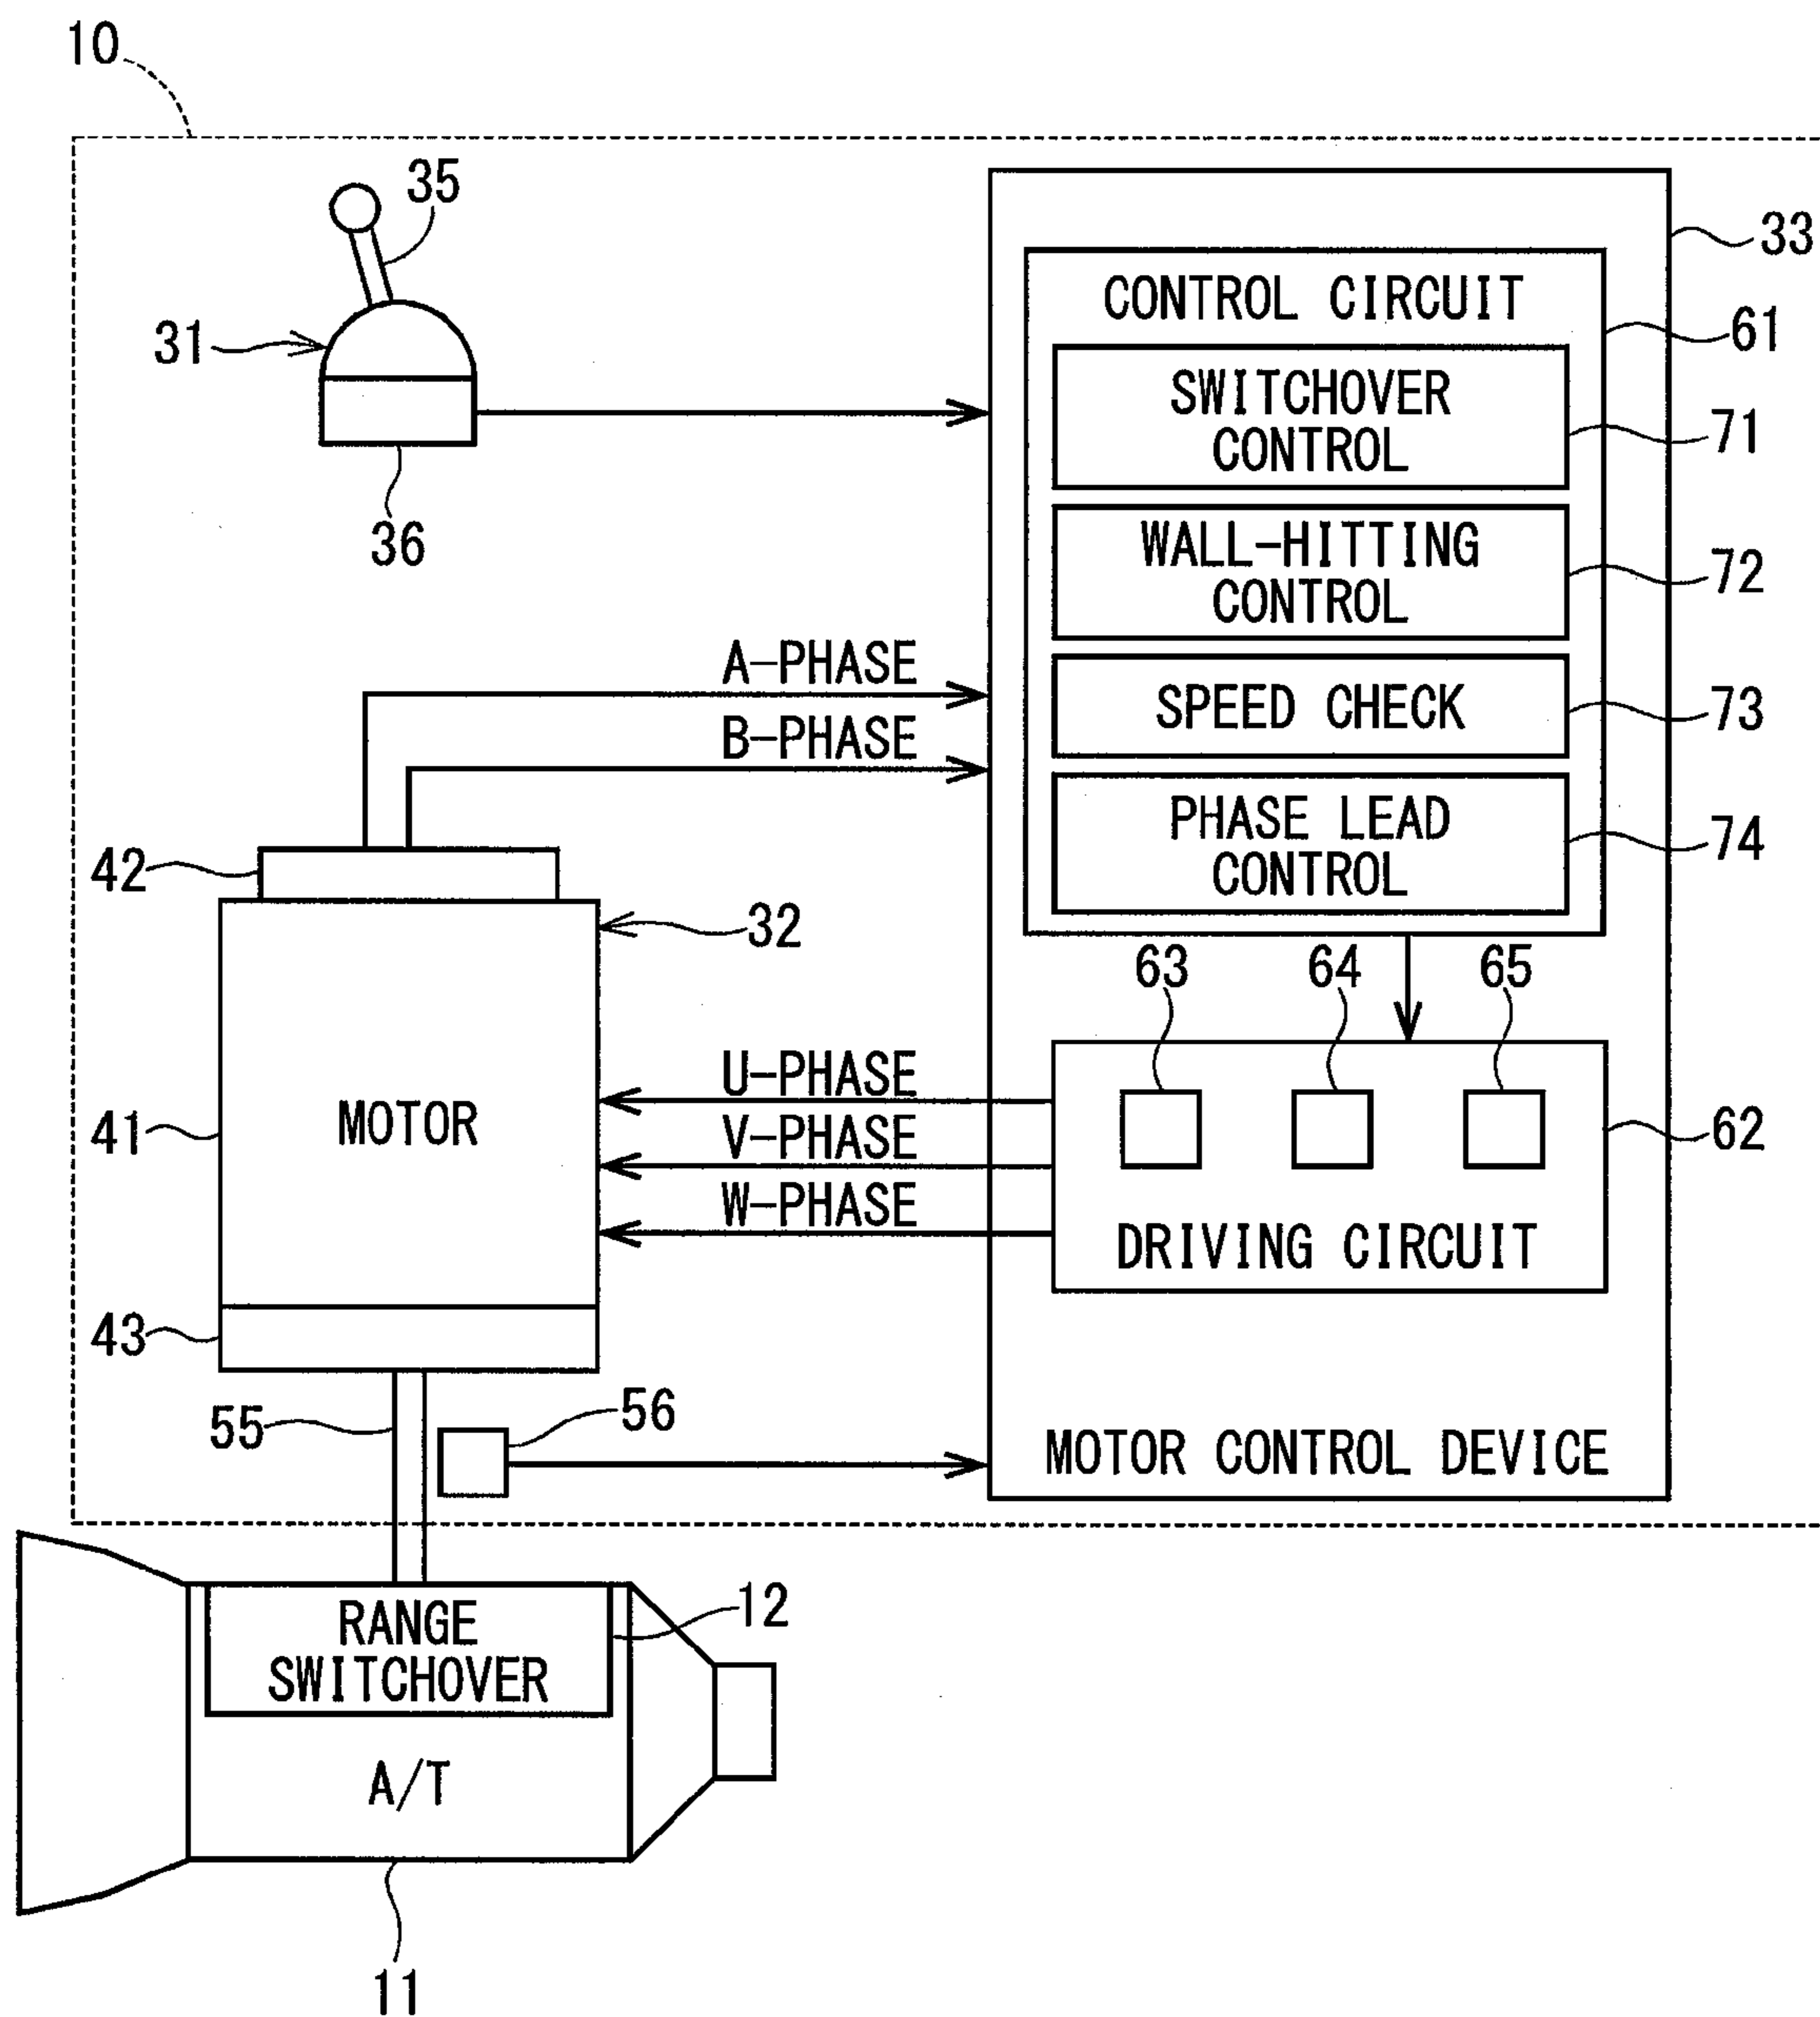 10
35
31
36
33
CONTROL CIRCUIT
61
SWITCHOVER
CONTROL
71
WALL-HITTING
CONTROL
72
SPEED CHECK
73
PHASE LEAD
CONTROL
74
A-PHASE
B-PHASE
42
32
41
MOTOR
43
63
64
65
U-PHASE
V-PHASE
W-PHASE
62
DRIVING CIRCUIT
55
56
MOTOR CONTROL DEVICE
RANGE
SWITCHOVER
12
A/T
11